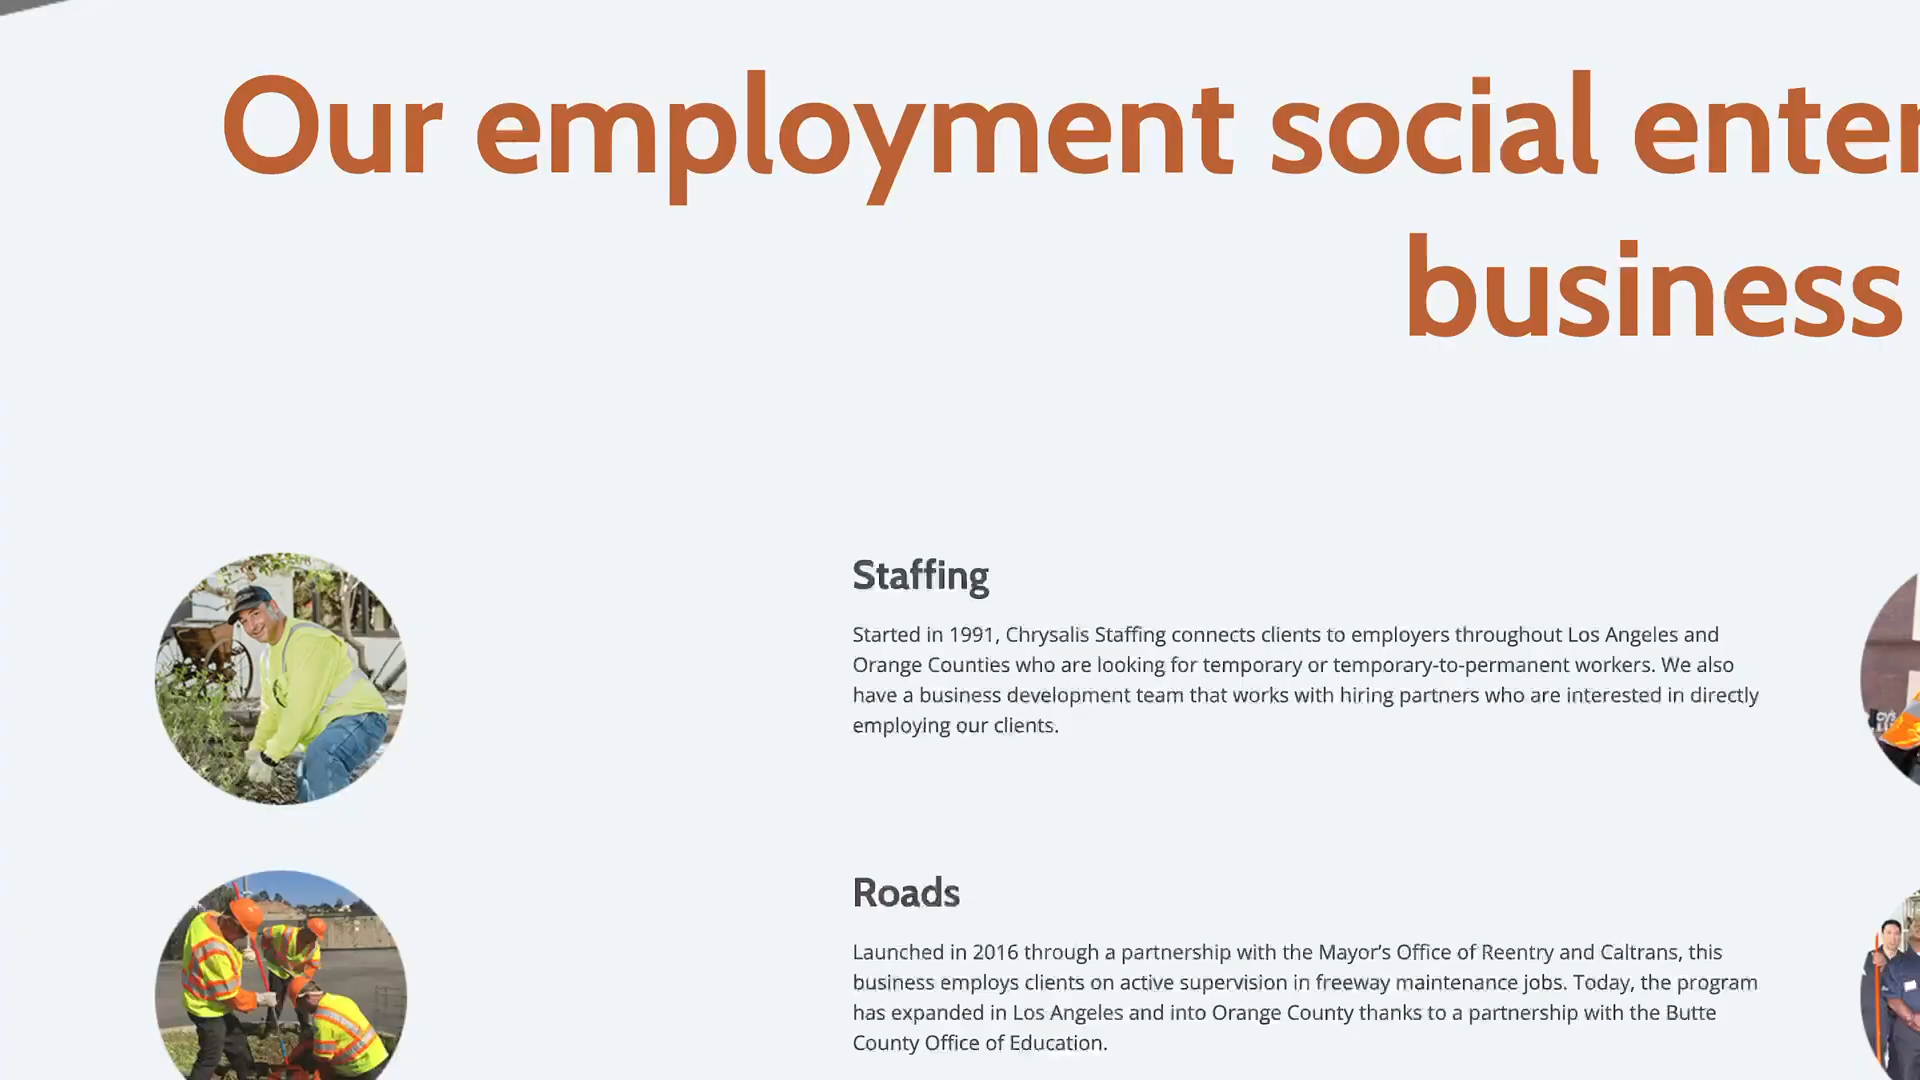 Our employment social enter
business
Staffing
Started in 1991, Chrysalis Staffing connects clients to employers throughout Los Angeles and
Orange Counties who are looking for temporary or temporary-to-permanent workers. We also
have a business development team that works with hiring partners who are interested in directly
employing our clients.
Roads
Launched in 2016 through a partnership with the Mayor’s Office of Reentry and Caltrans, this
business employs clients on active supervision in freeway maintenance jobs. Today, the program
has expanded in Los Angeles and into Orange County thanks to a partnership with the Butte
County Office of Education.